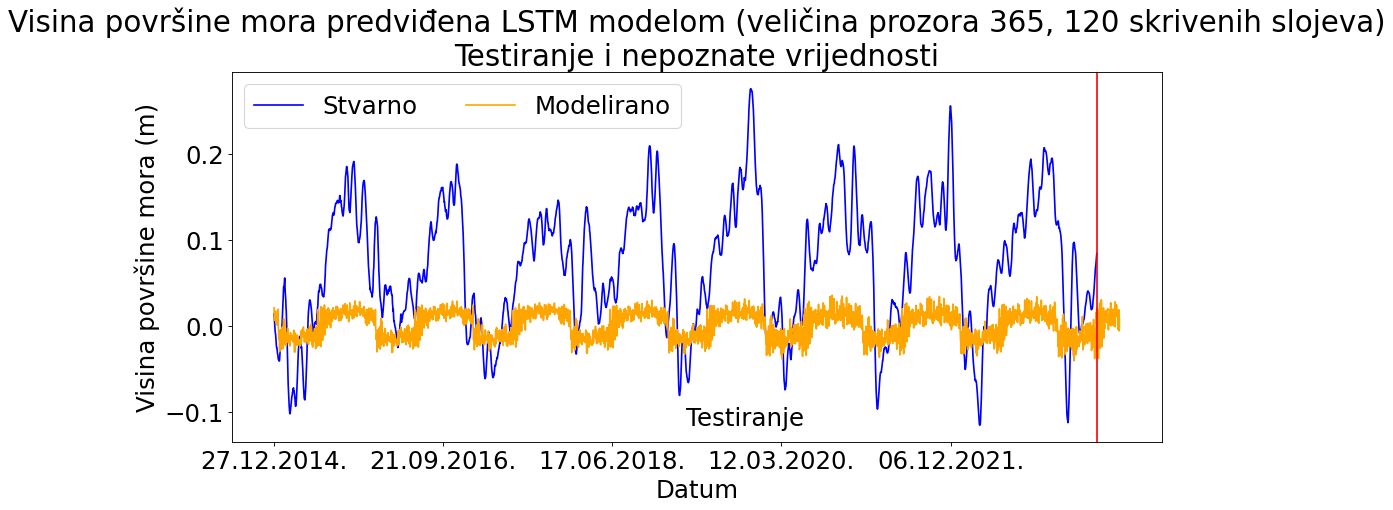 Visina površine mora predviđena LSTM modelom (veličina prozora 365, 120 skrivenih slojeva)
Testiranje i nepoznate vrijednosti
Stvarno
Modelirano
Visina površine mora (m)
0.2
0.1
0.0
−0.1
Testiranje
27.12.2014.
21.09.2016.
17.06.2018.
12.03.2020.
06.12.2021.
Datum